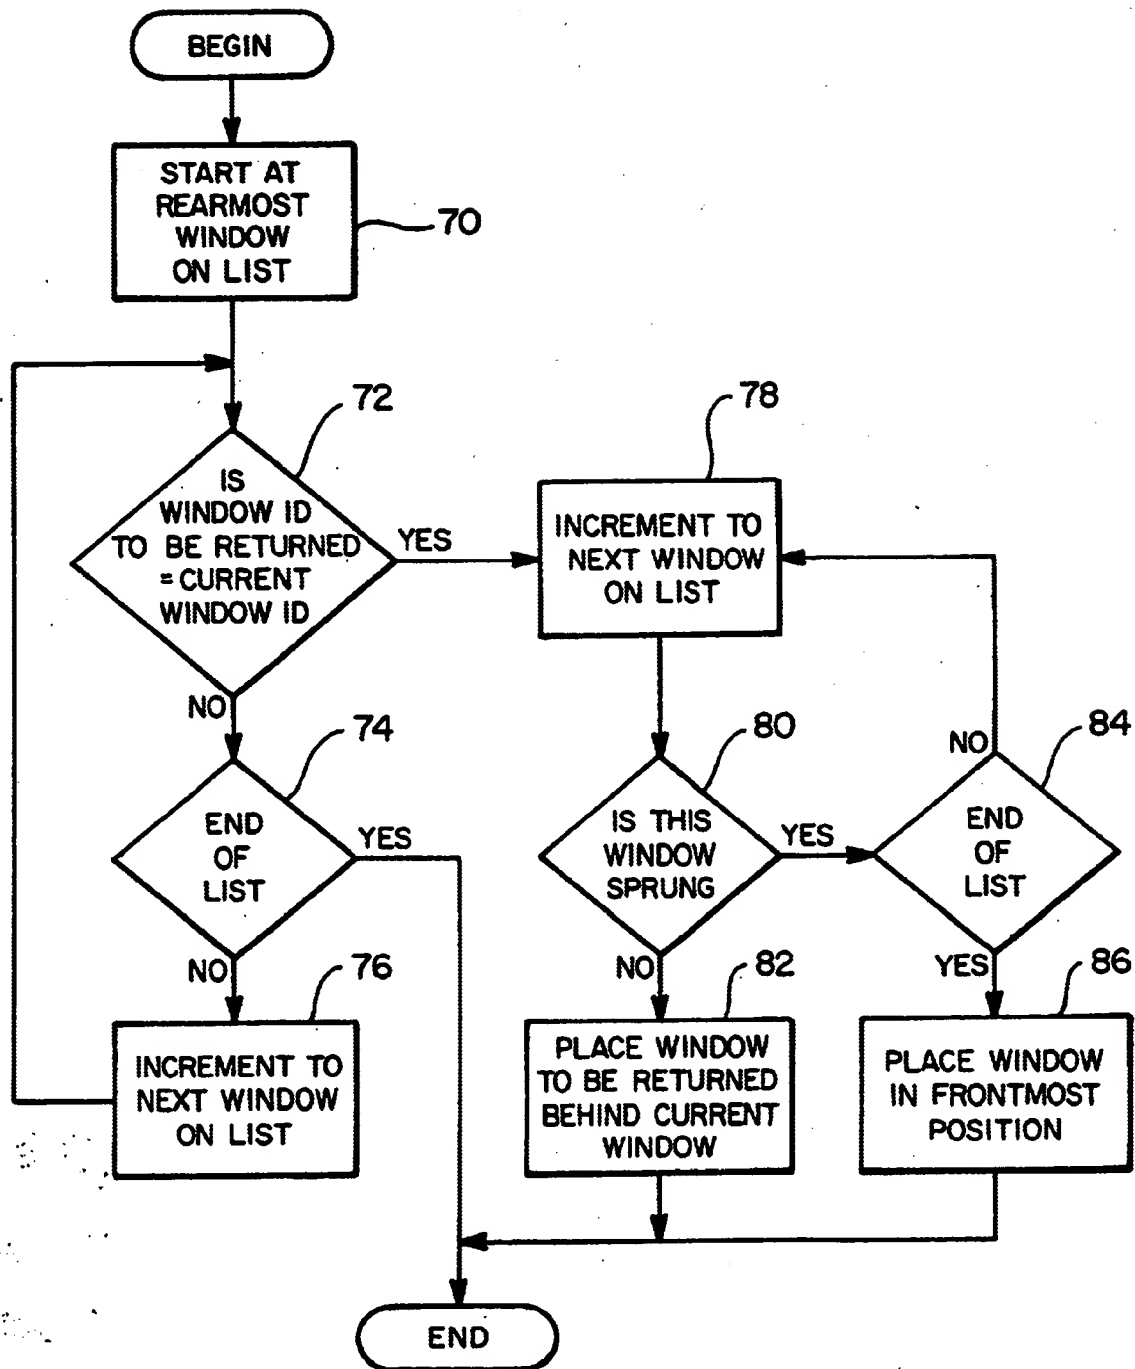 BEGIN
START AT
REARMOST
WINDOW
ON LIST
70
72
IS
WINDOW ID
TO BE RETURNED
=CURRENT
WINDOW ID
YES
NO
74
END
OF
LIST
YES
NO
76
INCREMENT TO
NEXT WINDOW
ON LIST
78
INCREMENT TO
NEXT WINDOW
ON LIST
80
IS THIS
WINDOW
SPRUNG
YES
NO
82
PLACE WINDOW
TO BE RETURNED
BEHIND CURRENT
WINDOW
84
NO
END
OF
LIST
YES
86
PLACE WINDOW
IN FRONTMOST
POSITION
END